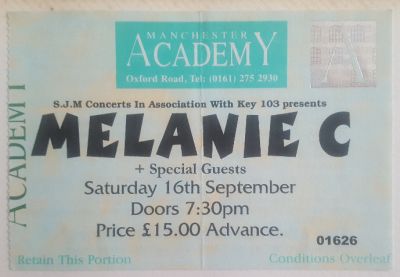 MANCHESTER
ACADEMY
Oxford Road, Tel: (0161) 275 2930
S.J.M Concerts In Association With Key 103 presents
MELANIE C
+ Special Guests
Saturday 16th September
Doors 7:30pm
Price £15.00 Advance.
01626
Retain This Portion
Conditions Overleaf
ACADEMY
A